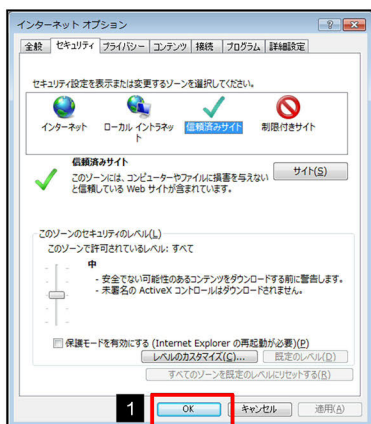 インターネット オプション
全般 セキュリティ プライバシー コンテンツ 接続 プログラム 詳細設定
セキュリティ設定を表示または変更するゾーンを選択してください。
インターネット ローカル イントラネット 信頼済みサイト 制限付きサイト
信頼済みサイト
このゾーンには、コンピューターやファイルに損害を与えない
と信頼している Web サイトが含まれています。
サイト(S)
このゾーンのセキュリティのレベル(L)
このゾーンで許可されているレベル: すべて
中
- 安全でない可能性のあるコンテンツをダウンロードする前に警告します。
- 未署名の ActiveX コントロールはダウンロードされません。
保護モードを有効にする (Internet Explorer の再起動が必要)(P)
レベルのカスタマイズ(C)... 既定のレベル(D)
すべてのゾーンを既定のレベルにリセットする(R)
1 OK キャンセル 適用(A)